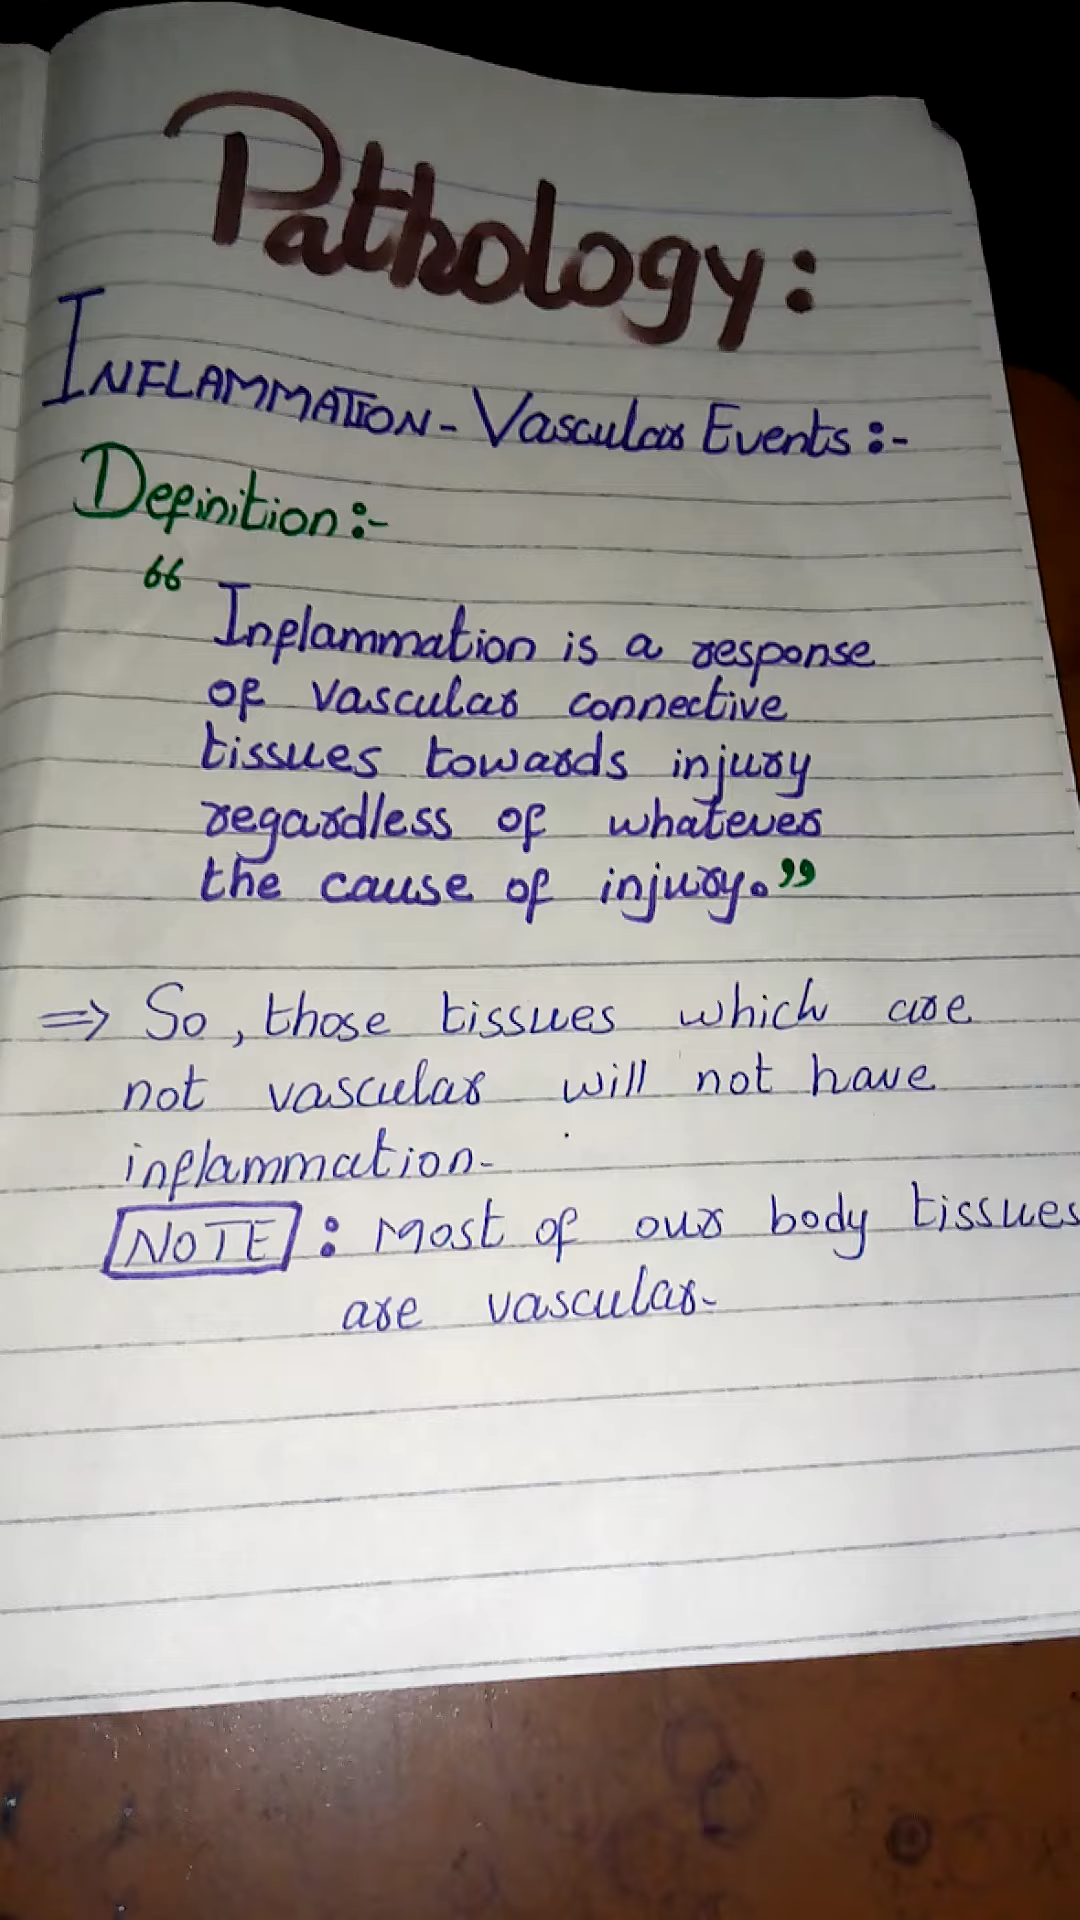 Pathology:
INFLAMMATION - Vascular Events :-
Definition :-
“ Inflammation is a response
of vascular connective
tissues towards injury
regardless of whatever
the cause of injury. ”
⇒ So, those tissues which are
not vascular will not have
inflammation.
NOTE : Most of our body tissues
are vascular.